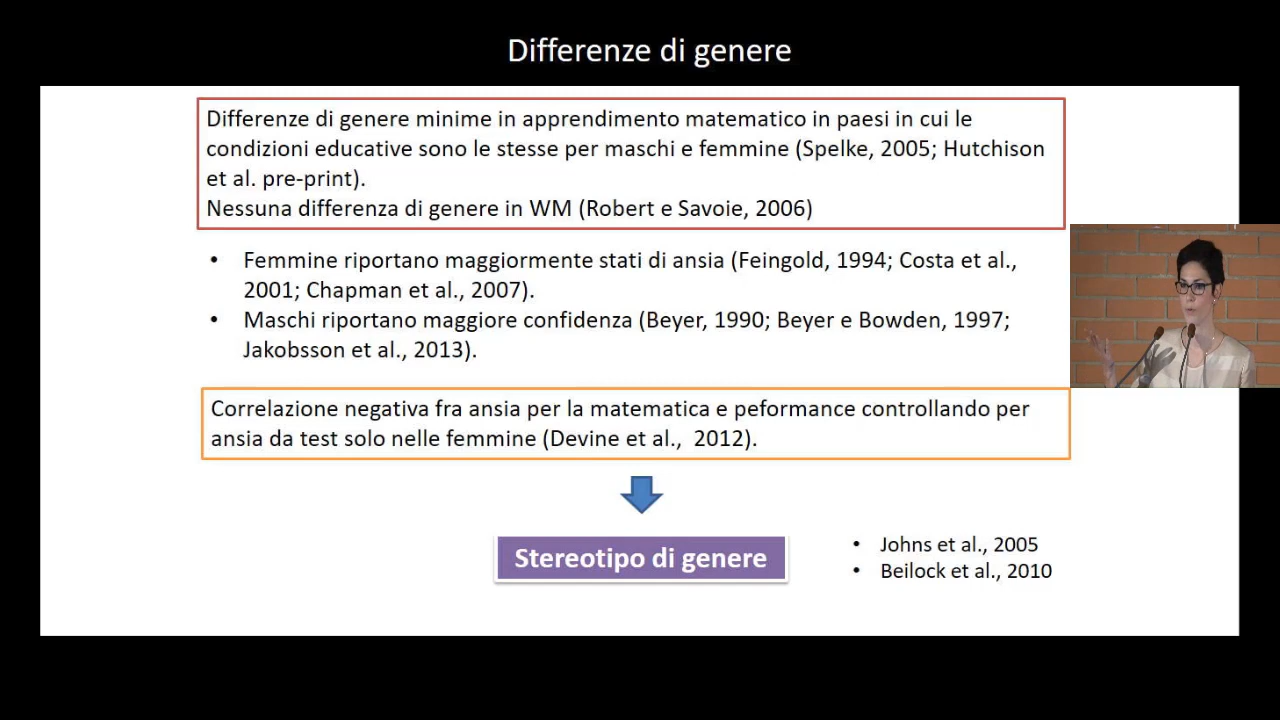 Differenze di genere
Differenze di genere minime in apprendimento matematico in paesi in cui le
condizioni educative sono le stesse per maschi e femmine (Spelke, 2005; Hutchison
et al. pre-print).
Nessuna differenza di genere in WM (Robert e Savoie, 2006)
• Femmine riportano maggiormente stati di ansia (Feingold, 1994; Costa et al.,
2001; Chapman et al., 2007).
• Maschi riportano maggiore confidenza (Beyer, 1990; Beyer e Bowden, 1997;
Jakobsson et al., 2013).
Correlazione negativa fra ansia per la matematica e peformance controllando per
ansia da test solo nelle femmine (Devine et al., 2012).
Stereotipo di genere
• Johns et al., 2005
• Beilock et al., 2010